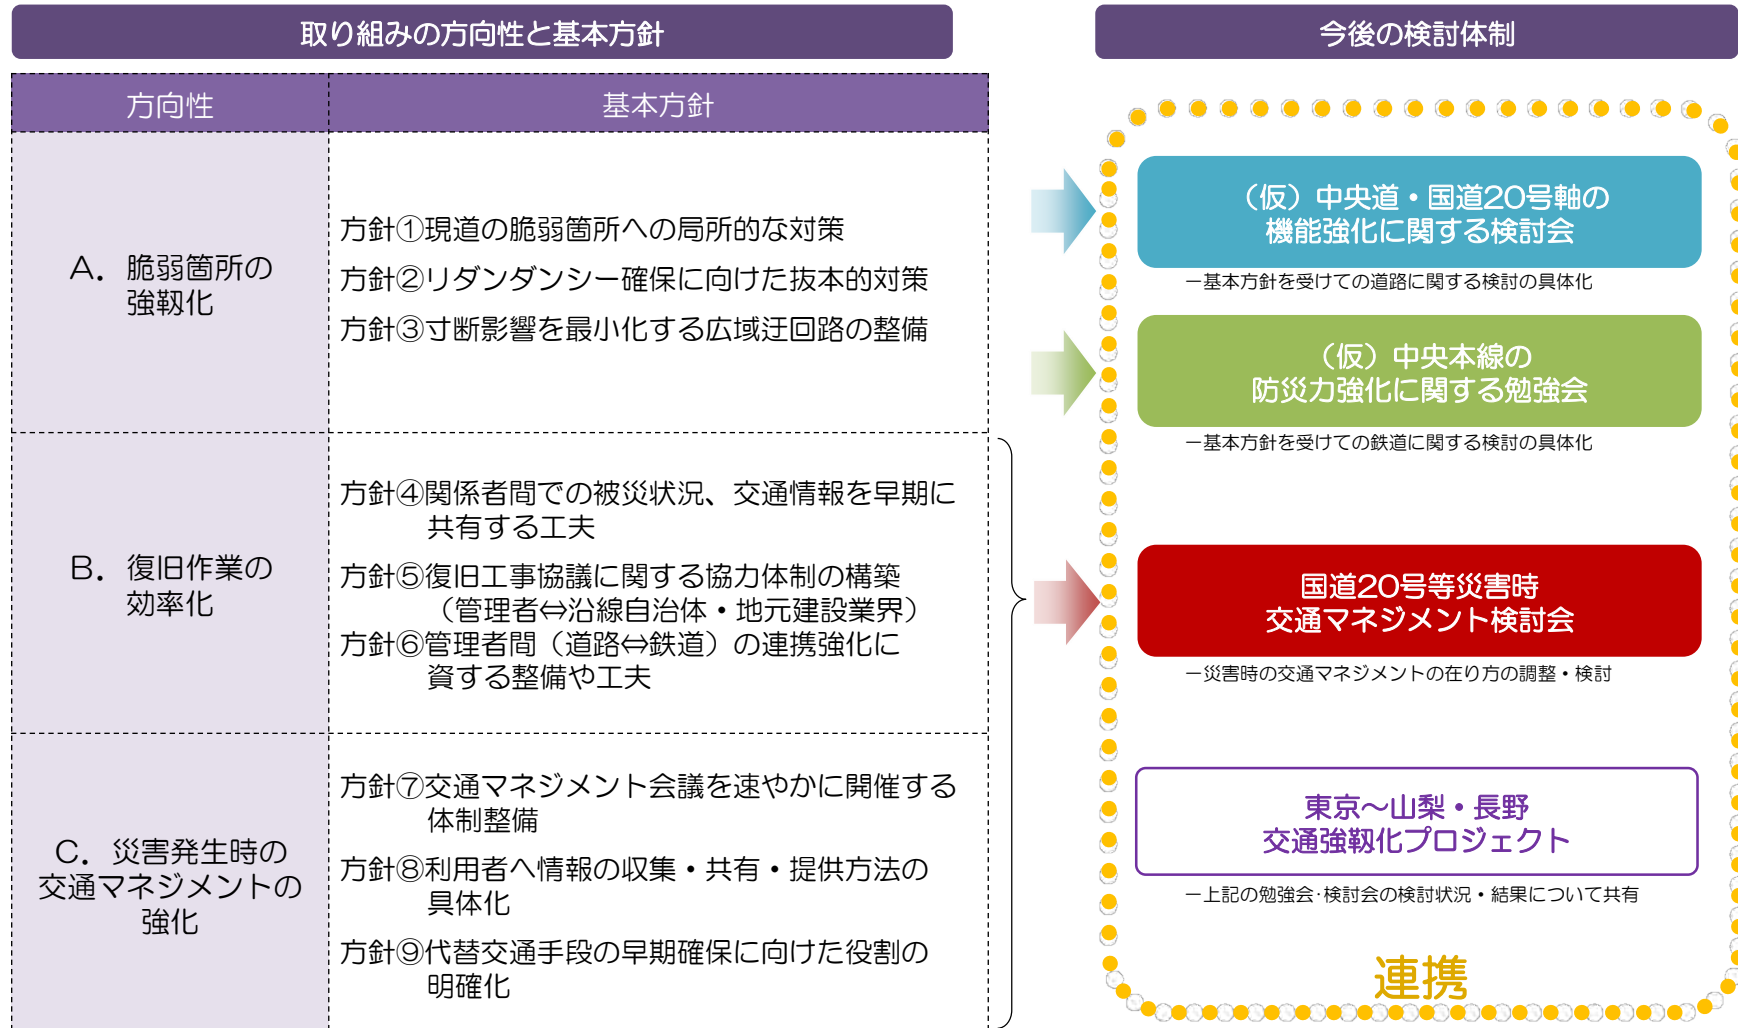 取り組みの方向性と基本方針
方向性
基本方針
A．脆弱箇所の
強靱化
方針①現道の脆弱箇所への局所的な対策
方針②リダンダンシー確保に向けた抜本的対策
方針③寸断影響を最小化する広域迂回路の整備
B．復旧作業の
効率化
方針④関係者間での被災状況、交通情報を早期に
共有する工夫
方針⑤復旧工事協議に関する協力体制の構築
（管理者⇔沿線自治体・地元建設業界）
方針⑥管理者間（道路⇔鉄道）の連携強化に
資する整備や工夫
C．災害発生時の
交通マネジメントの
強化
方針⑦交通マネジメント会議を速やかに開催する
体制整備
方針⑧利用者へ情報の収集・共有・提供方法の
具体化
方針⑨代替交通手段の早期確保に向けた役割の
明確化
今後の検討体制
（仮）中央道・国道20号軸の
機能強化に関する検討会
－基本方針を受けての道路に関する検討の具体化
（仮）中央本線の
防災力強化に関する勉強会
－基本方針を受けての鉄道に関する検討の具体化
国道20号等災害時
交通マネジメント検討会
－災害時の交通マネジメントの在り方の調整・検討
東京～山梨・長野
交通強靱化プロジェクト
－上記の勉強会・検討会の検討状況・結果について共有
連携